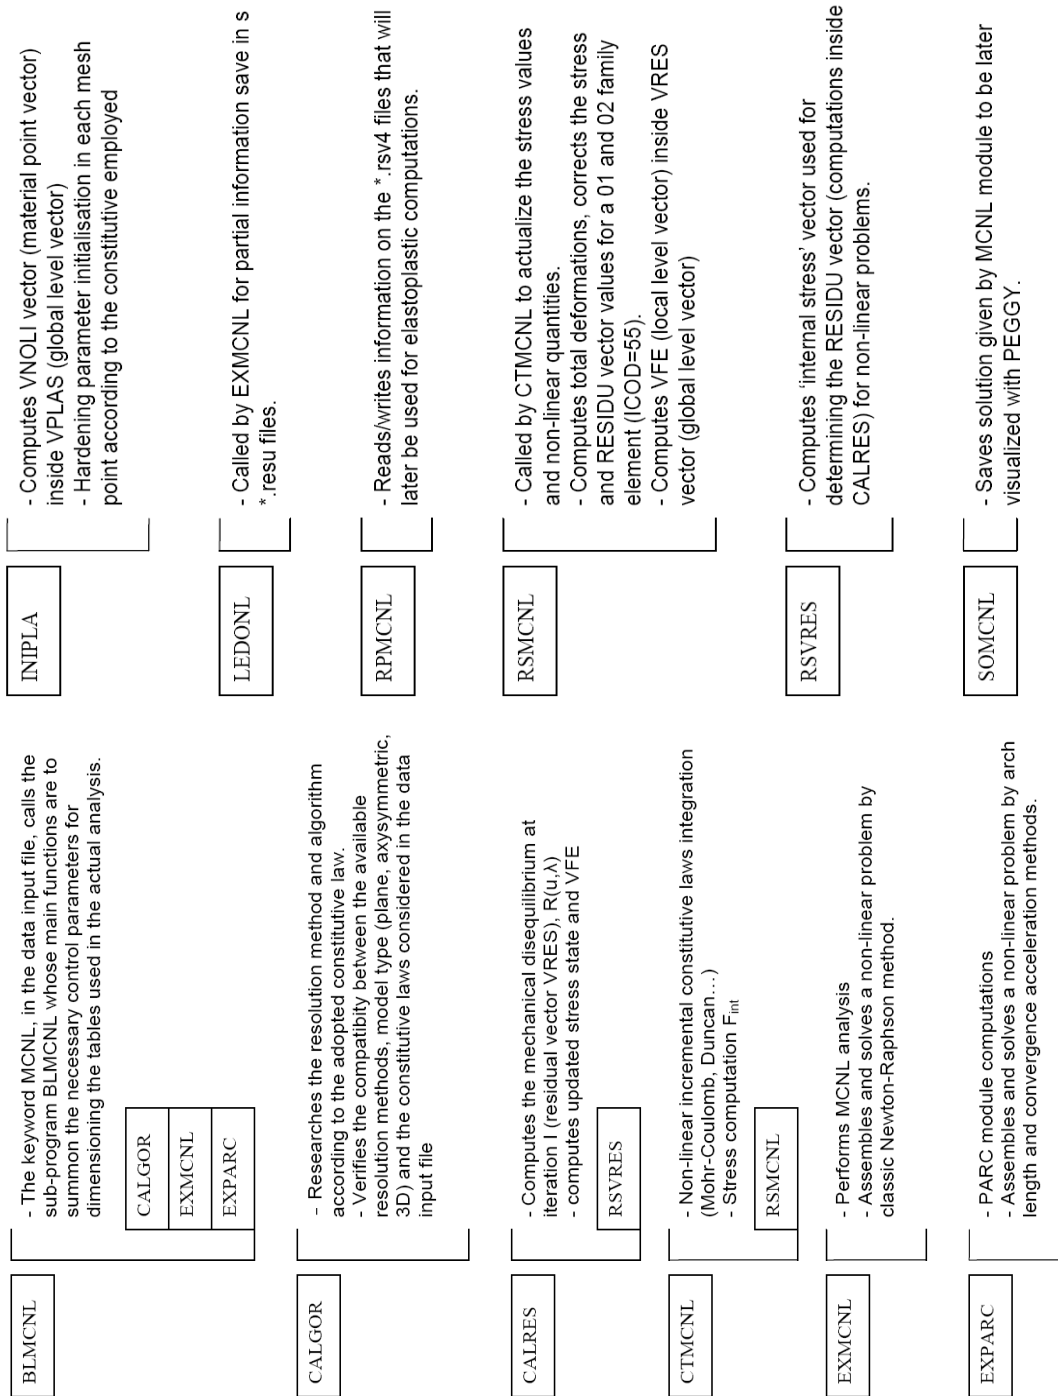 BLMCNL
- The keyword MCNL, in the data input file, calls the
sub-program BLMCNL whose main functions are to
summon the necessary control parameters for
dimensioning the tables used in the actual analysis.
CALGOR
EXMCNL
EXPARC
CALGOR
- Researches the resolution method and algorithm
according to the adopted constitutive law.
- Verifies the compatibity between the available
resolution methods, model type (plane, axysymmetric,
3D) and the constitutive laws considered in the data
input file
CALRES
- Computes the mechanical disequilibrium at
iteration I (residual vector VRES), R(u,λ)
- computes updated stress state and VFE
RSVRES
CTMCNL
- Non-linear incremental constitutive laws integration
(Mohr-Coulomb, Duncan…)
- Stress computation Fint
RSMCNL
EXMCNL
- Performs MCNL analysis
- Assembles and solves a non-linear problem by
classic Newton-Raphson method.
EXPARC
- PARC module computations
- Assembles and solves a non-linear problem by arch
length and convergence acceleration methods.
INIPLA
- Computes VNOLI vector (material point vector)
inside VPLAS (global level vector)
- Hardening parameter initialisation in each mesh
point according to the constitutive employed
LEDONL
- Called by EXMCNL for partial information save in s
*.resu files.
RPMCNL
- Reads/writes information on the *.rsv4 files that will
later be used for elastoplastic computations.
RSMCNL
- Called by CTMCNL to actualize the stress values
and non-linear quantities.
- Computes total deformations, corrects the stress
and RESIDU vector values for a 01 and 02 family
element (ICOD=55).
- Computes VFE (local level vector) inside VRES
vector (global level vector)
RSVRES
- Computes ‘internal stress’ vector used for
determining the RESIDU vector (computations inside
CALRES) for non-linear problems.
SOMCNL
- Saves solution given by MCNL module to be later
visualized with PEGGY.